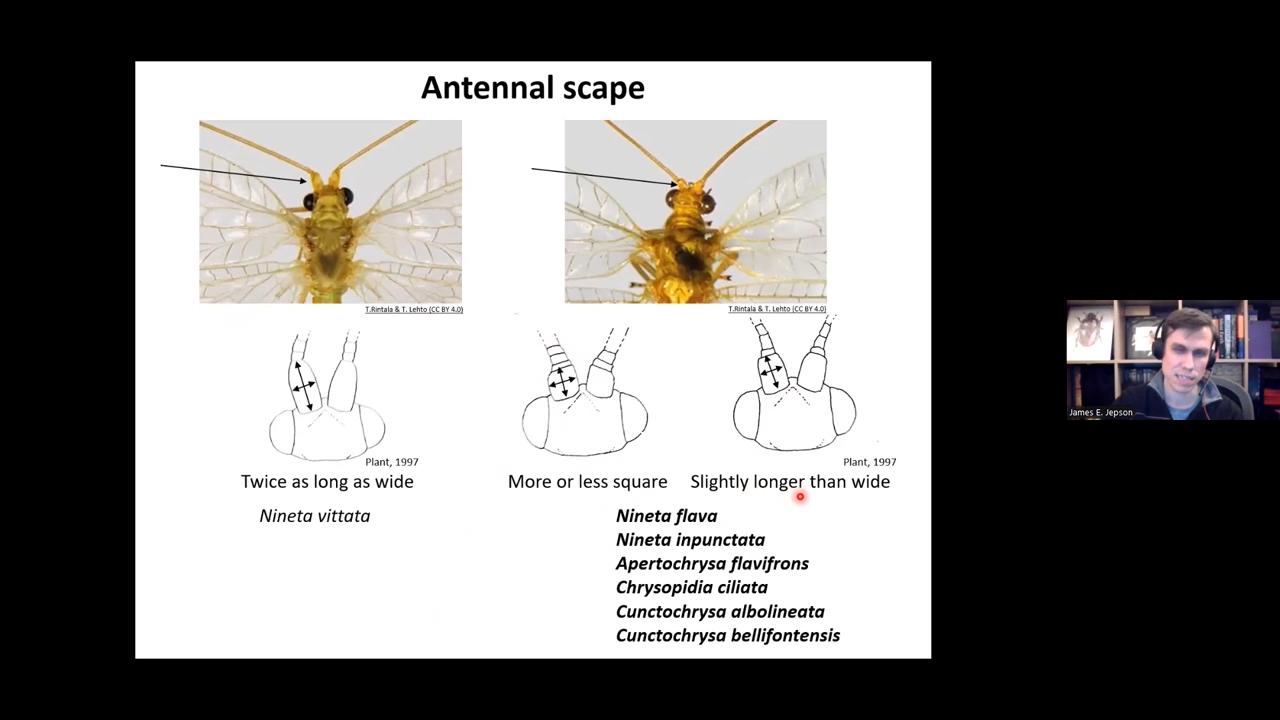 Antennal scape
T.Rintala & T. Lehto (CC BY 4.0)
T.Rintala & T. Lehto (CC BY 4.0)
Plant, 1997
Plant, 1997
Twice as long as wide
More or less square
Slightly longer than wide
Nineta vittata
Nineta flava
Nineta inpunctata
Apertochrysa flavifrons
Chrysopidia ciliata
Cunctochrysa albolineata
Cunctochrysa bellifontensis
James E. Jepson